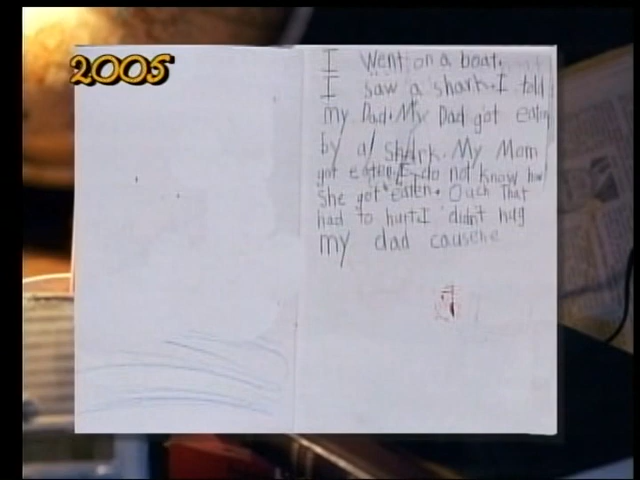 2005
I Went on a boat.
I saw a shark. I told
my Dad. My Dad got eaten
by a shark. My Mom
got eaten. I do not know how
She got eaten. Ouch That
had to hurt. I didn't hug
my dad cause he